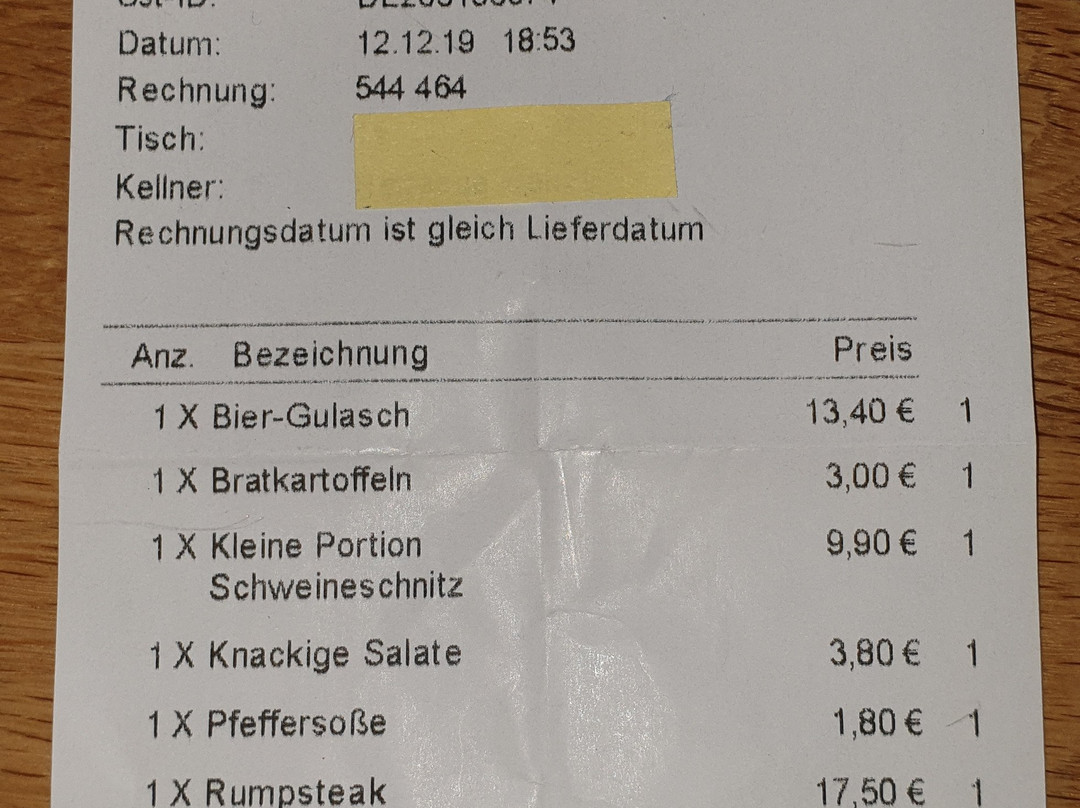 Datum: 12.12.19 18:53
Rechnung: 544 464
Tisch:
Kellner:
Rechnungsdatum ist gleich Lieferdatum
Anz. Bezeichnung Preis
1 X Bier-Gulasch 13,40 € 1
1 X Bratkartoffeln 3,00 € 1
1 X Kleine Portion 9,90 € 1
Schweineschnitz
1 X Knackige Salate 3,80 € 1
1 X Pfeffersoße 1,80 € 1
1 X Rumpsteak 17,50 € 1